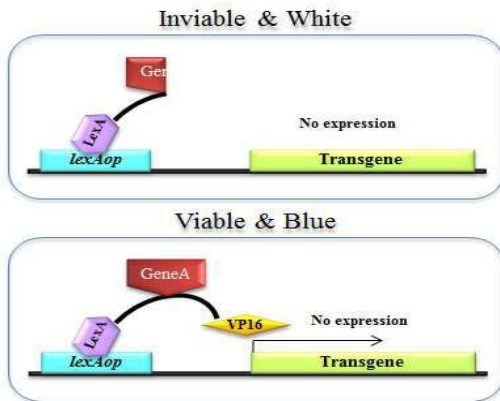 Inviable & White
Gen
LexA
No expression
lexAop
Transgene
Viable & Blue
GeneA
LexA
VP16
No expression
lexAop
Transgene